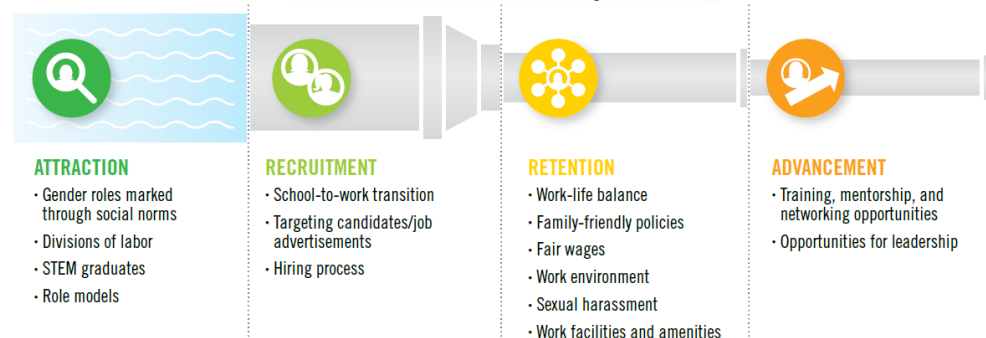 ATTRACTION
· Gender roles marked
through social norms
· Divisions of labor
· STEM graduates
· Role models
RECRUITMENT
· School-to-work transition
· Targeting candidates/job
advertisements
· Hiring process
RETENTION
· Work-life balance
· Family-friendly policies
· Fair wages
· Work environment
· Sexual harassment
· Work facilities and amenities
ADVANCEMENT
· Training, mentorship, and
networking opportunities
· Opportunities for leadership